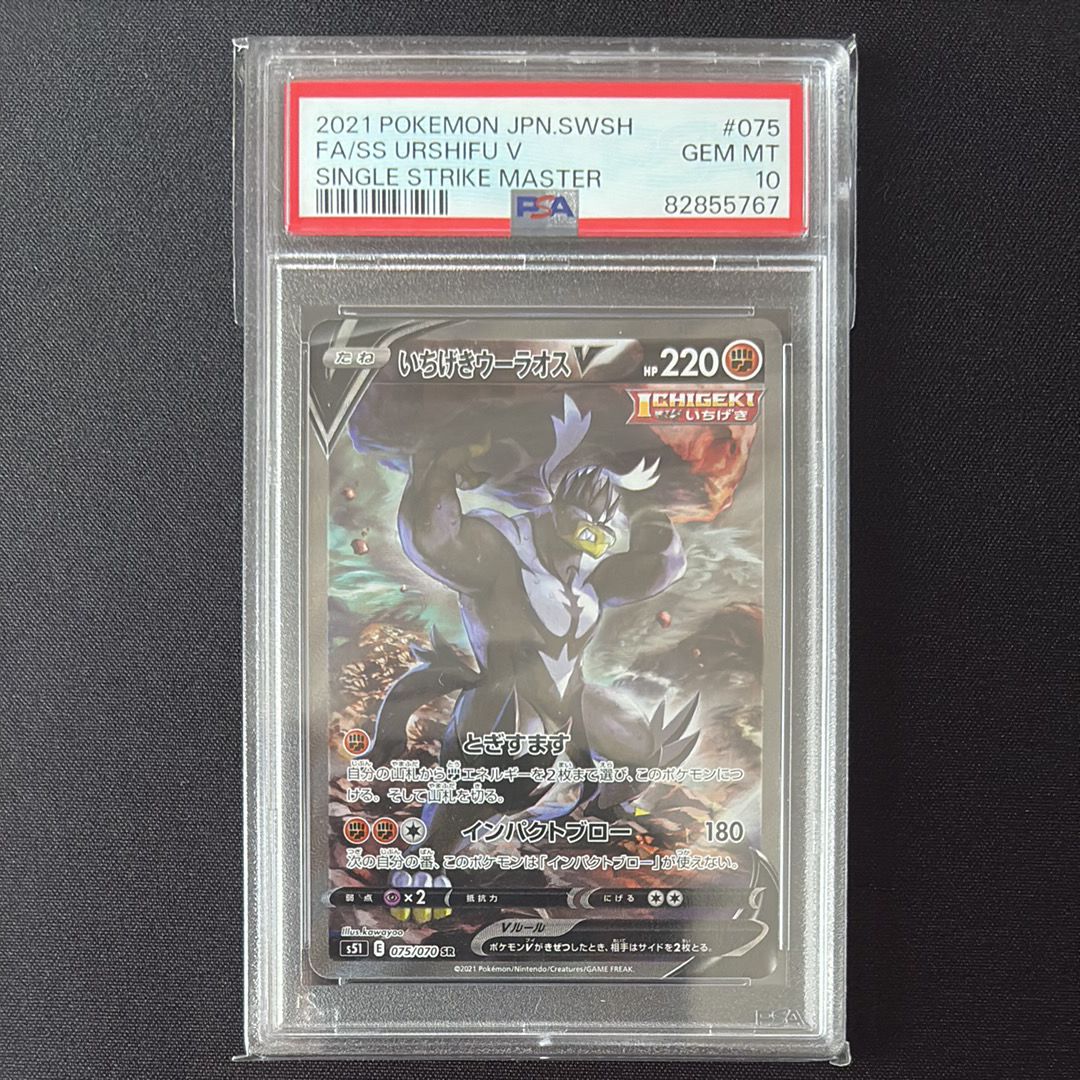 2021 POKEMON JPN.SWSH #075
FA/SS URSHIFU V GEM MT
SINGLE STRIKE MASTER 10
PSA 82855767
たね いちげきウーラオスV HP 220
ICHIGEKI
いちげき
とぎすます
自分の山札から エネルギーを2枚まで選び、このポケモンにつ
ける。そして山札を切る。
インパクトブロー 180
次の自分の番、このポケモンは「インパクトブロー」が使えない。
弱点 ×2 抵抗力 にげる
Illus. kawayoo
Vルール
ポケモンVがきぜつしたとき、相手はサイドを2枚とる。
s5I E 075/070 SR
©2021 Pokémon/Nintendo/Creatures/GAME FREAK.
PSA